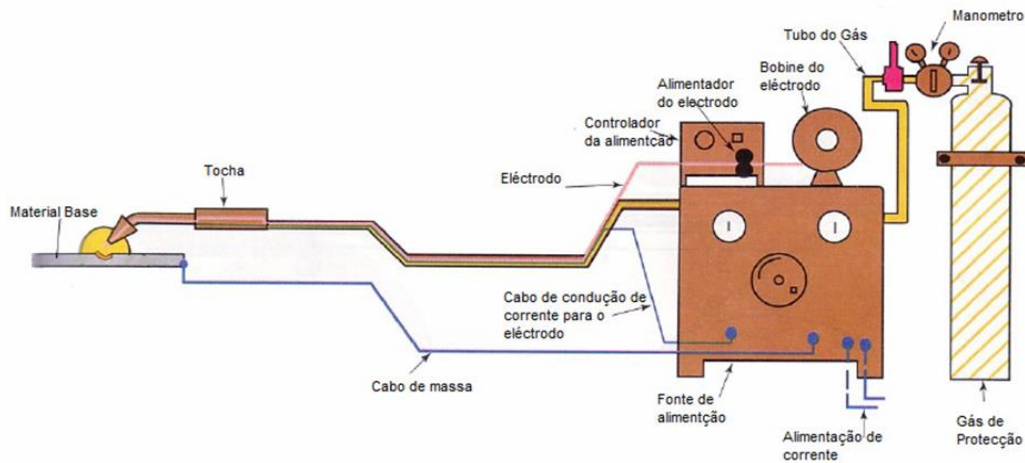 Manometro
Tubo do Gás
Bobine do
eléctrodo
Alimentador
do electrodo
Controlador
da alimentcão
Eléctrodo
Tocha
Material Base
Cabo de condução de
corrente para o
eléctrodo
Cabo de massa
Fonte de
alimentção
Alimentação de
corrente
Gás de
Protecção